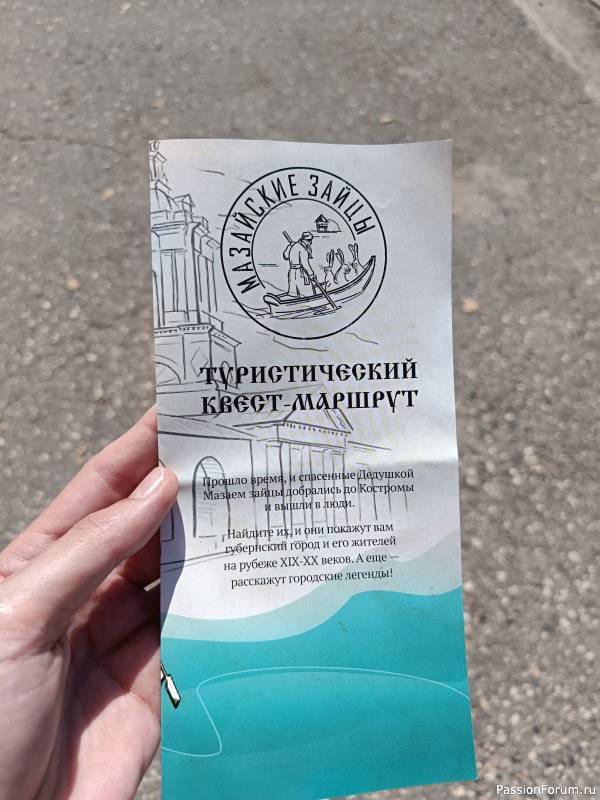 МАЗАЙСКИЕ ЗАЙЦЫ
ТУРИСТИЧЕСКИЙ
КВЕСТ-МАРШРУТ
Прошло время, и спасенные Дедушкой
Мазаем зайцы добрались до Костромы
и вышли в люди.
Найдите их, и они покажут вам
губернский город и его жителей
на рубеже XIX-XX веков. А еще —
расскажут городские легенды!
PassionForum.ru